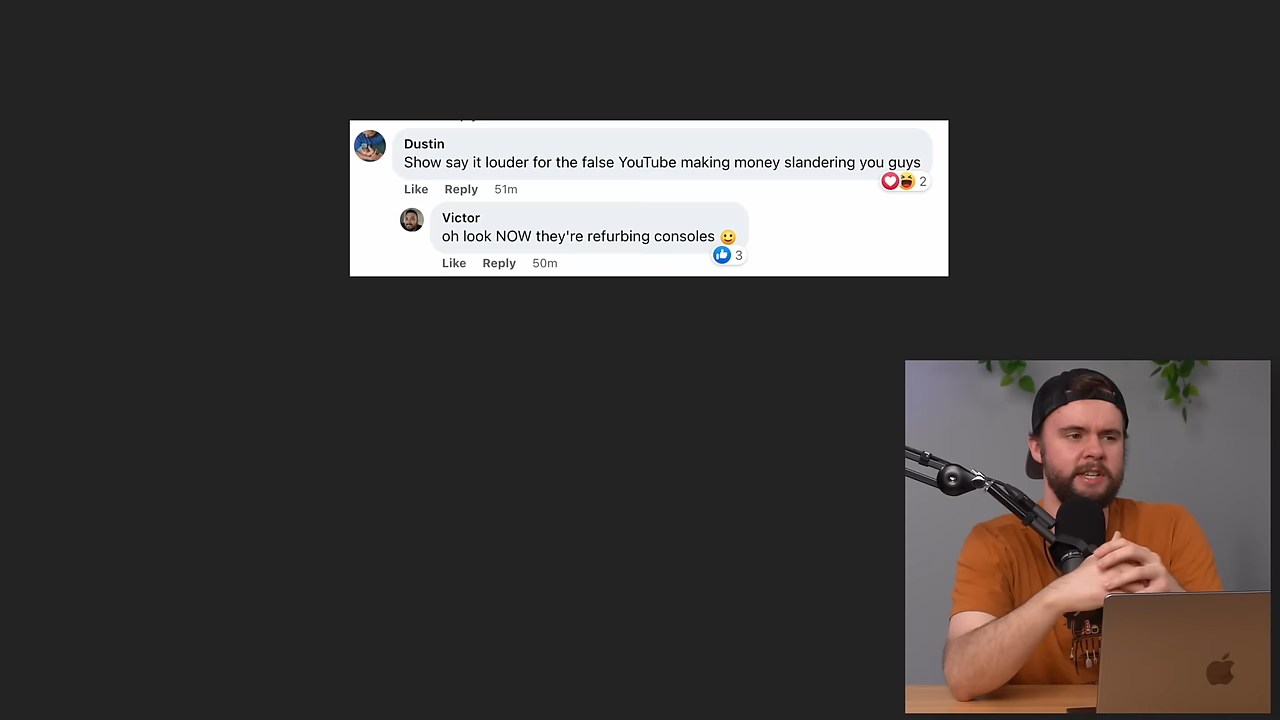 Dustin
Show say it louder for the false YouTube making money slandering you guys
Like Reply 51m
2
Victor
oh look NOW they're refurbing consoles 🙂
3
Like Reply 50m